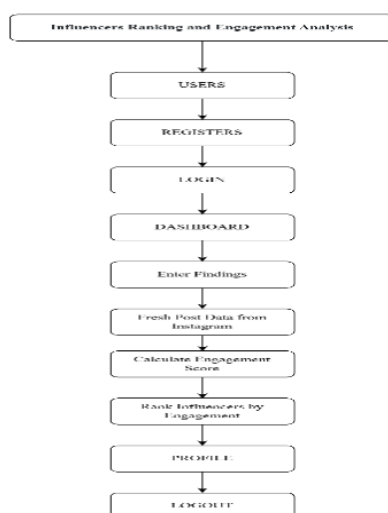 Influencers Ranking and Engagement Analysis
USERS
REGISTERS
LOGIN
DASHBOARD
Enter Findings
Fresh Post Data from
Instagram
Calculate Engagement
Score
Rank Influencers by
Engagement
PROFILE
LOGOUT